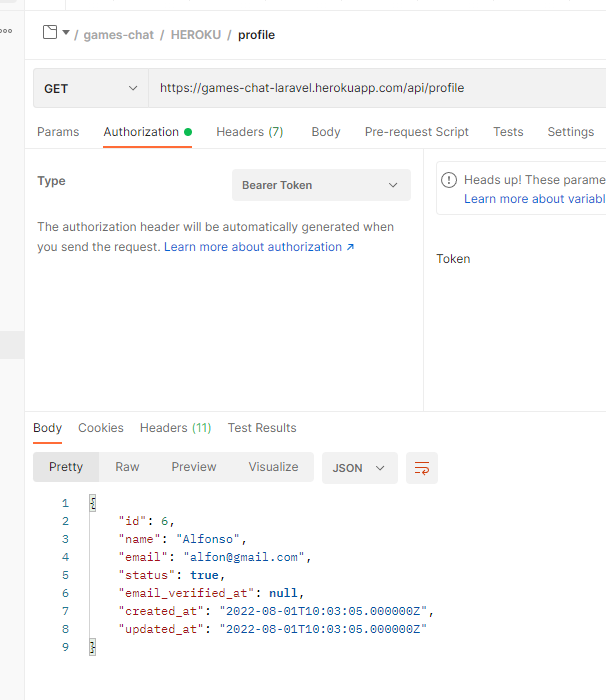 / games-chat / HEROKU / profile
GET https://games-chat-laravel.herokuapp.com/api/profile
Params Authorization Headers (7) Body Pre-request Script Tests Settings
Type Bearer Token
Heads up! These parame
Learn more about variabl
The authorization header will be automatically generated when
you send the request. Learn more about authorization ↗
Token
Body Cookies Headers (11) Test Results
Pretty Raw Preview Visualize JSON
1 {
2 "id": 6,
3 "name": "Alfonso",
4 "email": "alfon@gmail.com",
5 "status": true,
6 "email_verified_at": null,
7 "created_at": "2022-08-01T10:03:05.000000Z",
8 "updated_at": "2022-08-01T10:03:05.000000Z"
9 }